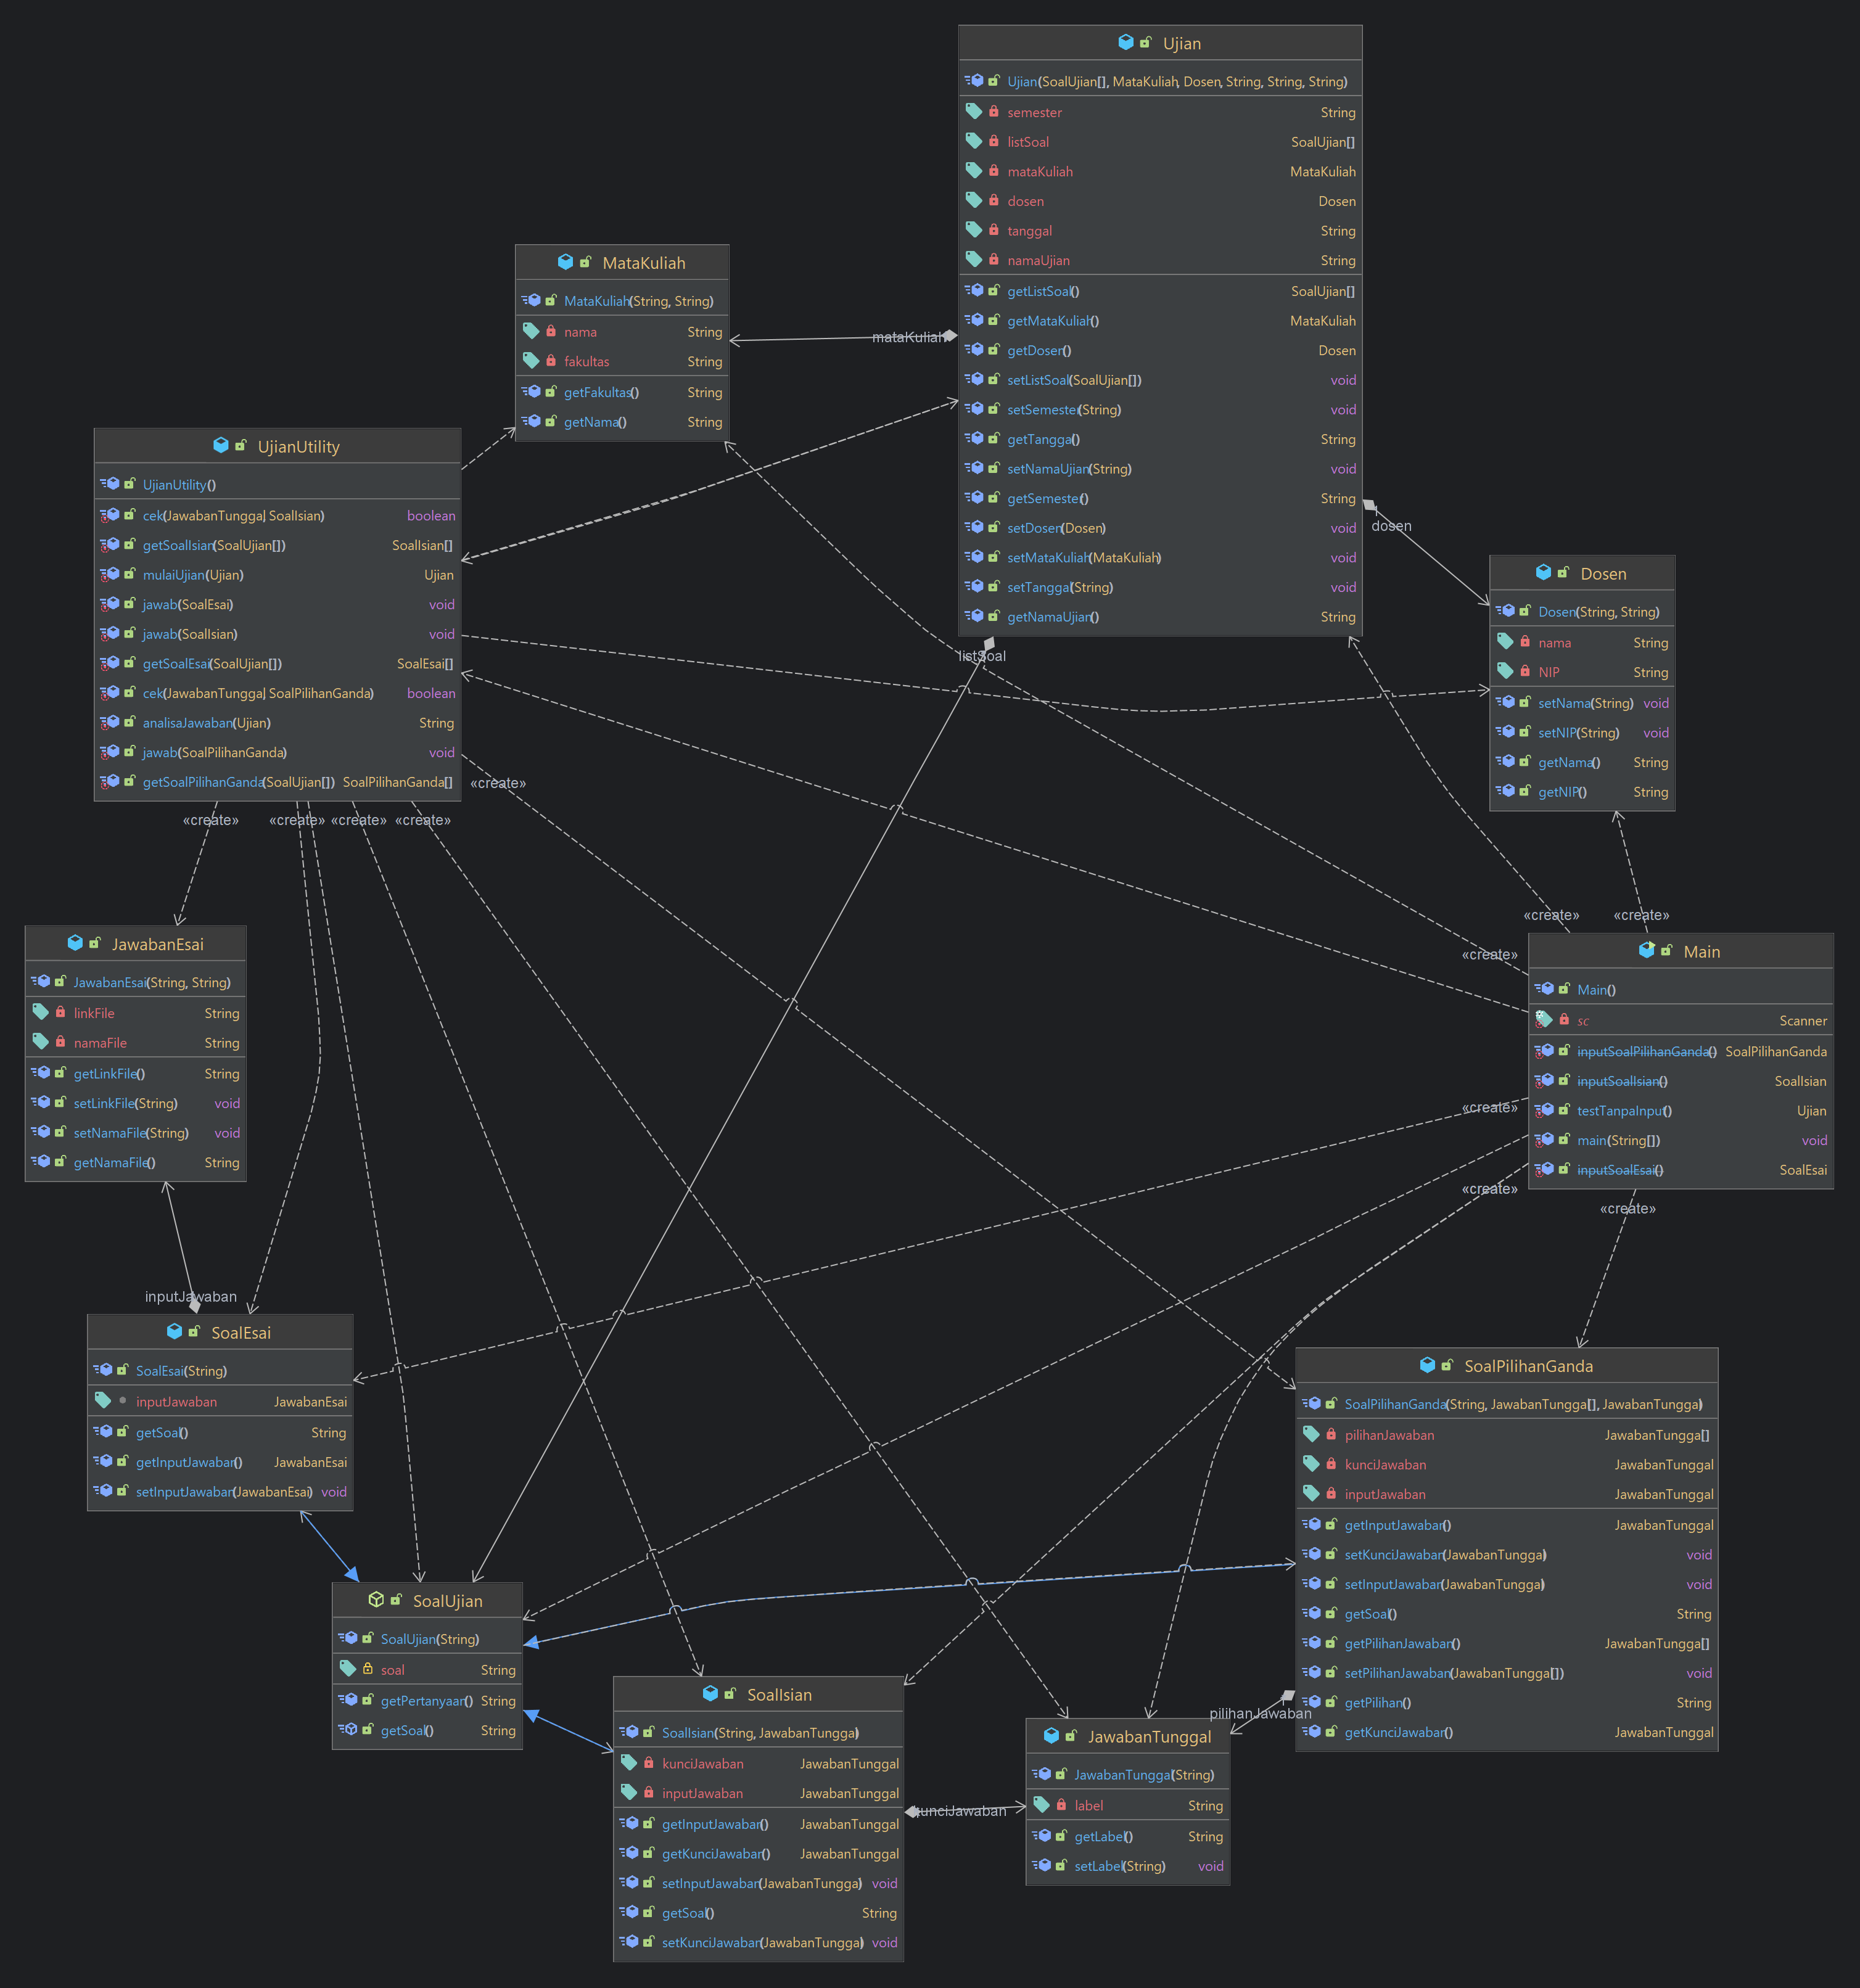 Ujian
Ujian(SoalUjian[], MataKuliah, Dosen, String, String, String)
semester String
listSoal SoalUjian[]
mataKuliah MataKuliah
dosen Dosen
tanggal String
namaUjian String
getListSoal() SoalUjian[]
getMataKuliah() MataKuliah
getDosen() Dosen
setListSoal(SoalUjian[]) void
setSemester(String) void
getTanggal() String
setNamaUjian(String) void
getSemester() String
setDosen(Dosen) void
setMataKuliah(MataKuliah) void
setTanggal(String) void
getNamaUjian() String
MataKuliah
MataKuliah(String, String)
nama String
fakultas String
getFakultas() String
getNama() String
mataKuliah
UjianUtility
UjianUtility()
cek(JawabanTunggal, SoalIsian) boolean
getSoalIsian(SoalUjian[]) SoalIsian[]
mulaiUjian(Ujian) Ujian
jawab(SoalEsai) void
jawab(SoalIsian) void
getSoalEsai(SoalUjian[]) SoalEsai[]
cek(JawabanTunggal, SoalPilihanGanda) boolean
analisaJawaban(Ujian) String
jawab(SoalPilihanGanda) void
getSoalPilihanGanda(SoalUjian[]) SoalPilihanGanda[]
dosen
listSoal
Dosen
Dosen(String, String)
nama String
NIP String
setNama(String) void
setNIP(String) void
getNama() String
getNIP() String
«create»
«create» «create» «create» «create»
«create» «create»
«create»
JawabanEsai
JawabanEsai(String, String)
linkFile String
namaFile String
getLinkFile() String
setLinkFile(String) void
setNamaFile(String) void
getNamaFile() String
Main
Main()
sc Scanner
inputSoalPilihanGanda() SoalPilihanGanda
inputSoalIsian() SoalIsian
testTanpaInput() Ujian
main(String[]) void
inputSoalEsai() SoalEsai
«create»
«create»
«create»
inputJawaban
SoalEsai
SoalEsai(String)
inputJawaban JawabanEsai
getSoal() String
getInputJawaban() JawabanEsai
setInputJawaban(JawabanEsai) void
SoalPilihanGanda
SoalPilihanGanda(String, JawabanTunggal[], JawabanTunggal)
pilihanJawaban JawabanTunggal[]
kunciJawaban JawabanTunggal
inputJawaban JawabanTunggal
getInputJawaban() JawabanTunggal
setKunciJawaban(JawabanTunggal) void
setInputJawaban(JawabanTunggal) void
getSoal() String
getPilihanJawaban() JawabanTunggal[]
setPilihanJawaban(JawabanTunggal[]) void
getPilihan() String
getKunciJawaban() JawabanTunggal
SoalUjian
SoalUjian(String)
soal String
getPertanyaan() String
getSoal() String
SoalIsian
SoalIsian(String, JawabanTunggal)
kunciJawaban JawabanTunggal
inputJawaban JawabanTunggal
getInputJawaban() JawabanTunggal
getKunciJawaban() JawabanTunggal
setInputJawaban(JawabanTunggal) void
getSoal() String
setKunciJawaban(JawabanTunggal) void
kunciJawaban
pilihanJawaban
JawabanTunggal
JawabanTunggal(String)
label String
getLabel() String
setLabel(String) void